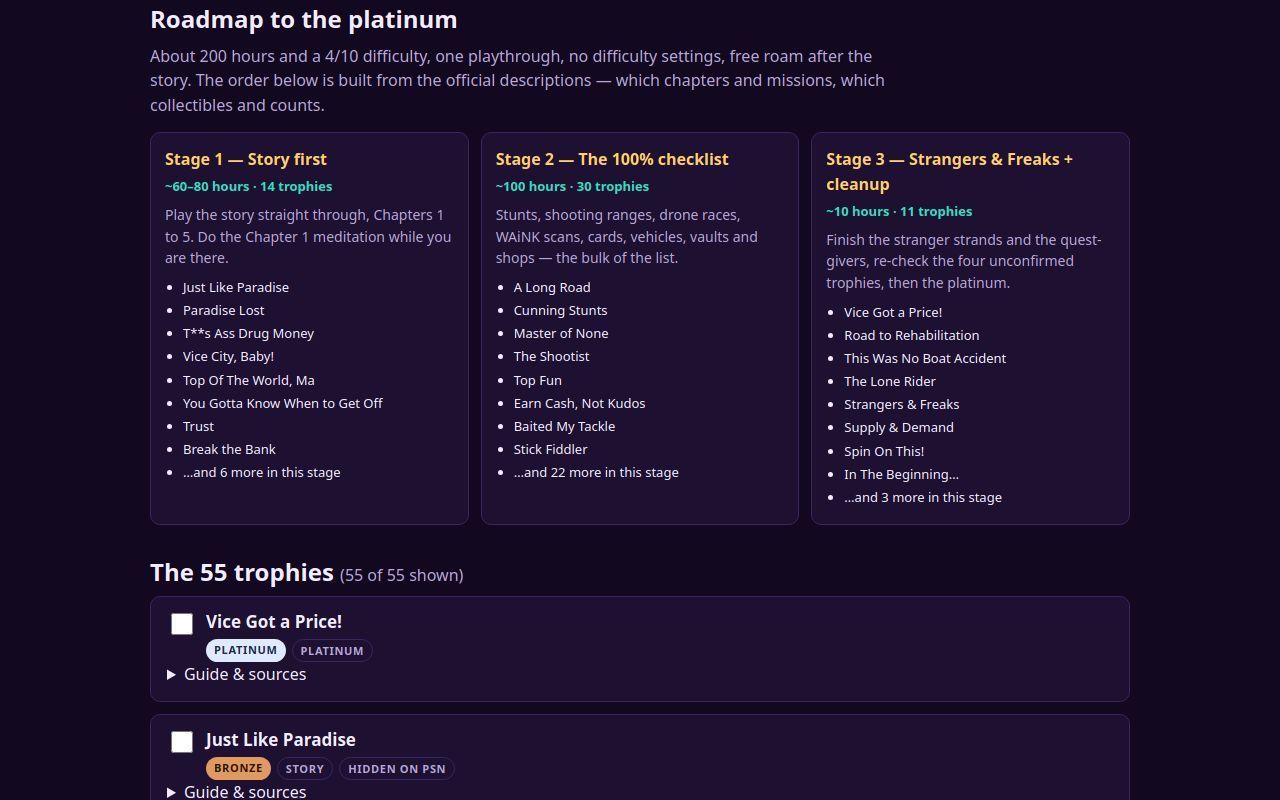 Roadmap to the platinum
About 200 hours and a 4/10 difficulty, one playthrough, no difficulty settings, free roam after the
story. The order below is built from the official descriptions — which chapters and missions, which
collectibles and counts.
Stage 1 — Story first
~60–80 hours · 14 trophies
Play the story straight through, Chapters 1
to 5. Do the Chapter 1 meditation while you
are there.
• Just Like Paradise
• Paradise Lost
• T**s Ass Drug Money
• Vice City, Baby!
• Top Of The World, Ma
• You Gotta Know When to Get Off
• Trust
• Break the Bank
• …and 6 more in this stage
Stage 2 — The 100% checklist
~100 hours · 30 trophies
Stunts, shooting ranges, drone races,
WAiNK scans, cards, vehicles, vaults and
shops — the bulk of the list.
• A Long Road
• Cunning Stunts
• Master of None
• The Shootist
• Top Fun
• Earn Cash, Not Kudos
• Baited My Tackle
• Stick Fiddler
• …and 22 more in this stage
Stage 3 — Strangers & Freaks +
cleanup
~10 hours · 11 trophies
Finish the stranger strands and the quest-
givers, re-check the four unconfirmed
trophies, then the platinum.
• Vice Got a Price!
• Road to Rehabilitation
• This Was No Boat Accident
• The Lone Rider
• Strangers & Freaks
• Supply & Demand
• Spin On This!
• In The Beginning…
• …and 3 more in this stage
The 55 trophies (55 of 55 shown)
Vice Got a Price!
PLATINUM PLATINUM
Guide & sources
Just Like Paradise
BRONZE STORY HIDDEN ON PSN
Guide & sources